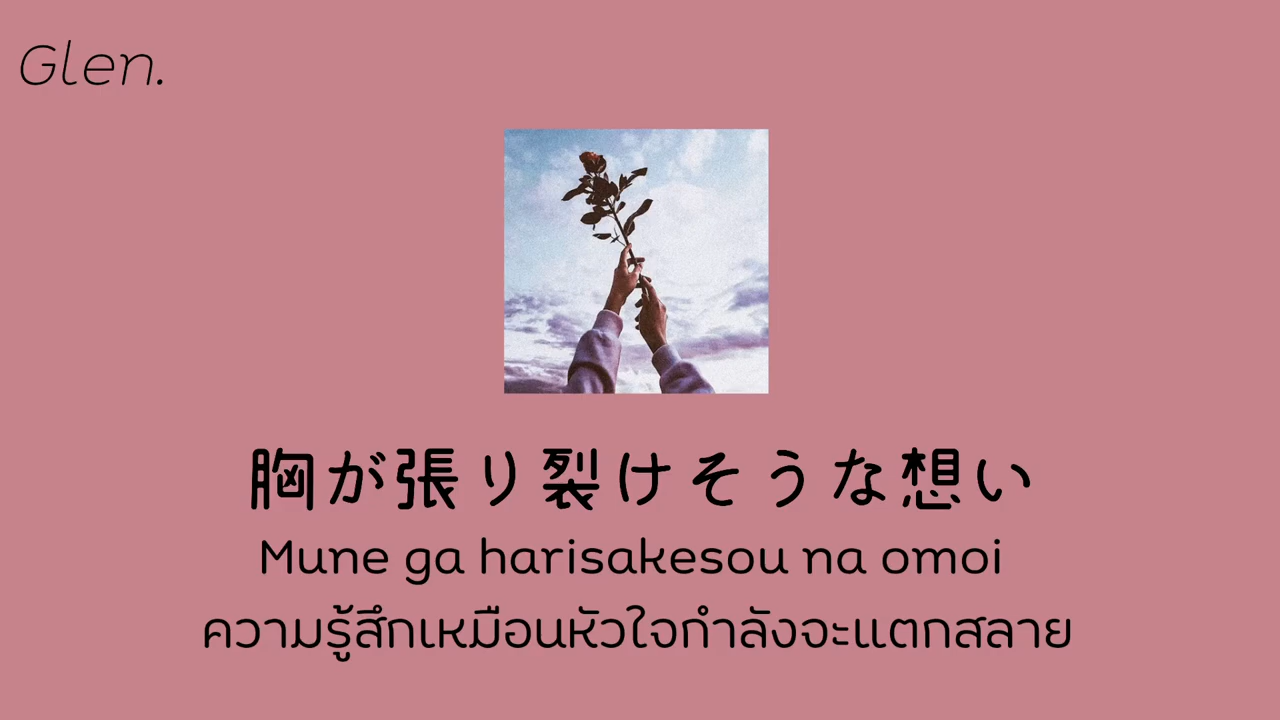 Glen.
胸が張り裂けそうな想い
Mune ga harisakesou na omoi
ความรู้สึกเหมือนหัวใจกำลังจะแตกสลาย